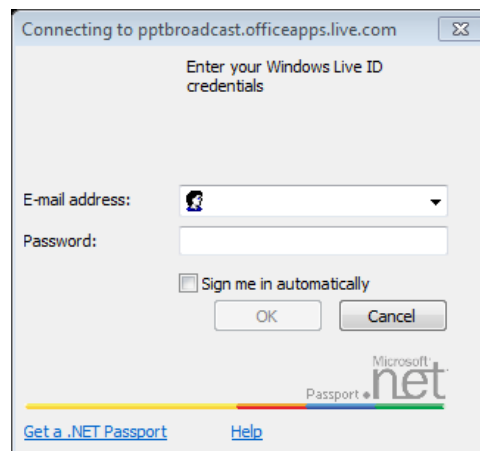 Connecting to pptbroadcast.officeapps.live.com
Enter your Windows Live ID
credentials
E-mail address:
Password:
Sign me in automatically
OK Cancel
Microsoft
Passport net
Get a .NET Passport Help